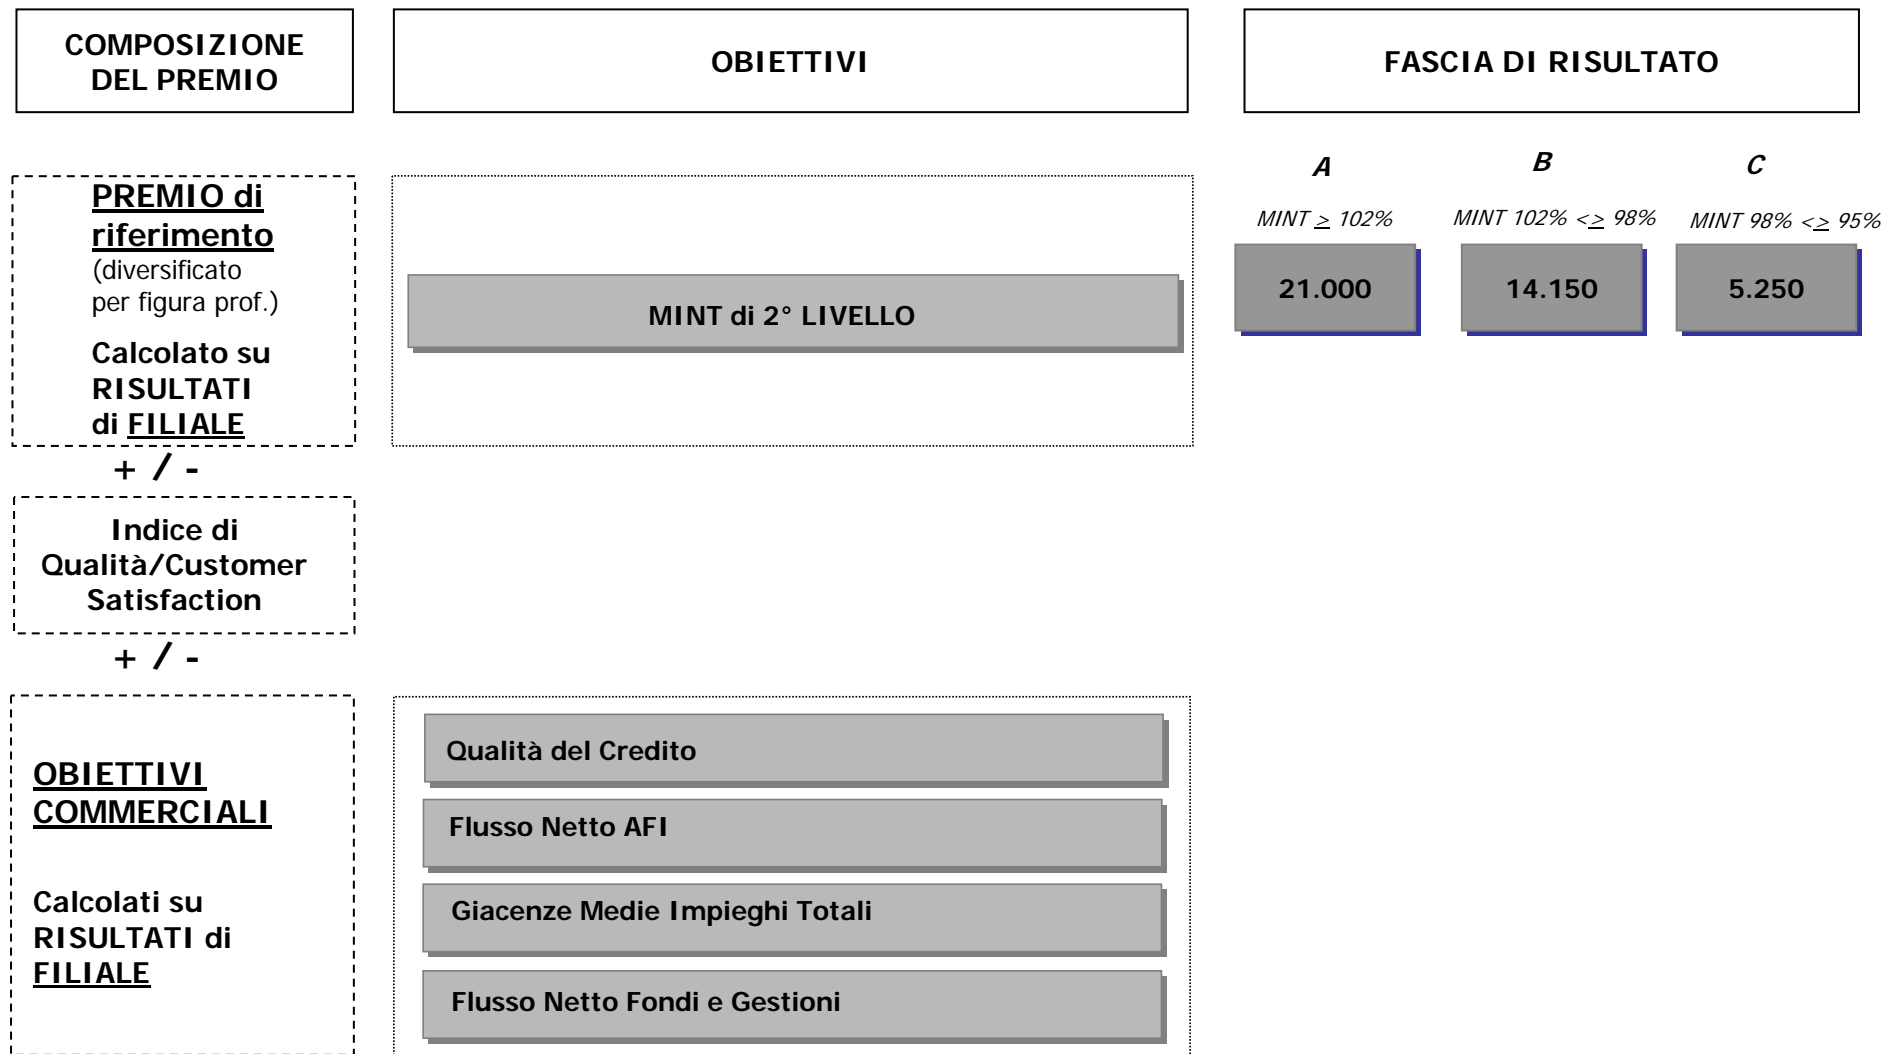 COMPOSIZIONE
DEL PREMIO
OBIETTIVI
FASCIA DI RISULTATO
A
B
C
MINT ≥ 102%
MINT 102% <≥ 98%
MINT 98% <≥ 95%
21.000
14.150
5.250
PREMIO di
riferimento
(diversificato
per figura prof.)
Calcolato su
RISULTATI
di FILIALE
MINT di 2° LIVELLO
+ / -
Indice di
Qualità/Customer
Satisfaction
+ / -
OBIETTIVI
COMMERCIALI
Calcolati su
RISULTATI di
FILIALE
Qualità del Credito
Flusso Netto AFI
Giacenze Medie Impieghi Totali
Flusso Netto Fondi e Gestioni